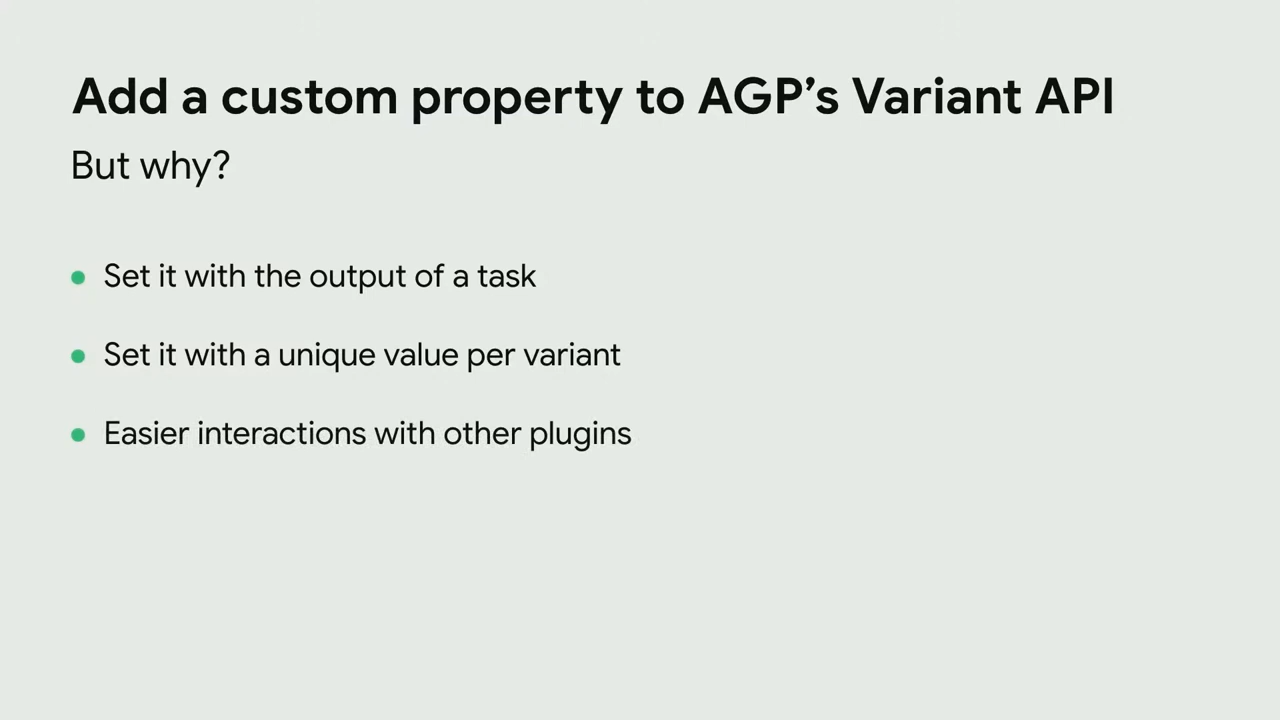 Add a custom property to AGP’s Variant API
But why?
Set it with the output of a task
Set it with a unique value per variant
Easier interactions with other plugins